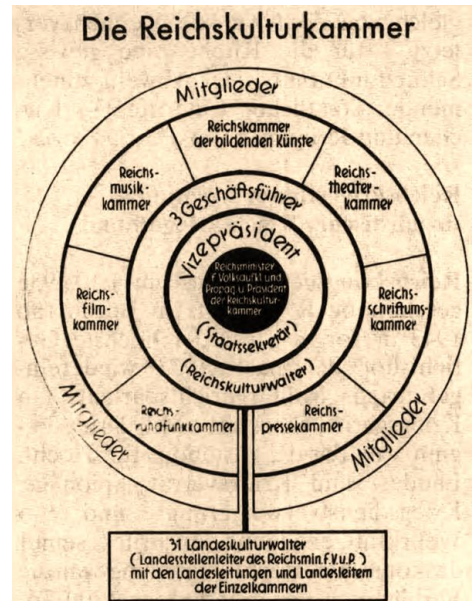 Die Reichskulturkammer
Mitglieder
Reichskammer
der bildenden Künste
Reichs-
musik-
kammer
Reichs-
theater-
kammer
3 Geschäftsführer
Vizepräsident
Reichsminister
f. Volksaufkl. und
Propag. u. Präsident
der Reichskultur-
kammer
Reichs-
film-
kammer
Reichs-
schriftums-
kammer
(Staatssekretär)
(Reichskulturwalter)
Reichs-
rundfunkkammer
Reichs-
pressekammer
Mitglieder
Mitglieder
31 Landeskulturwalter
(Landesstellenleiter des Reichsmin. f. V. u. P.)
mit den Landesleitungen und Landesleitern
der Einzelkammern